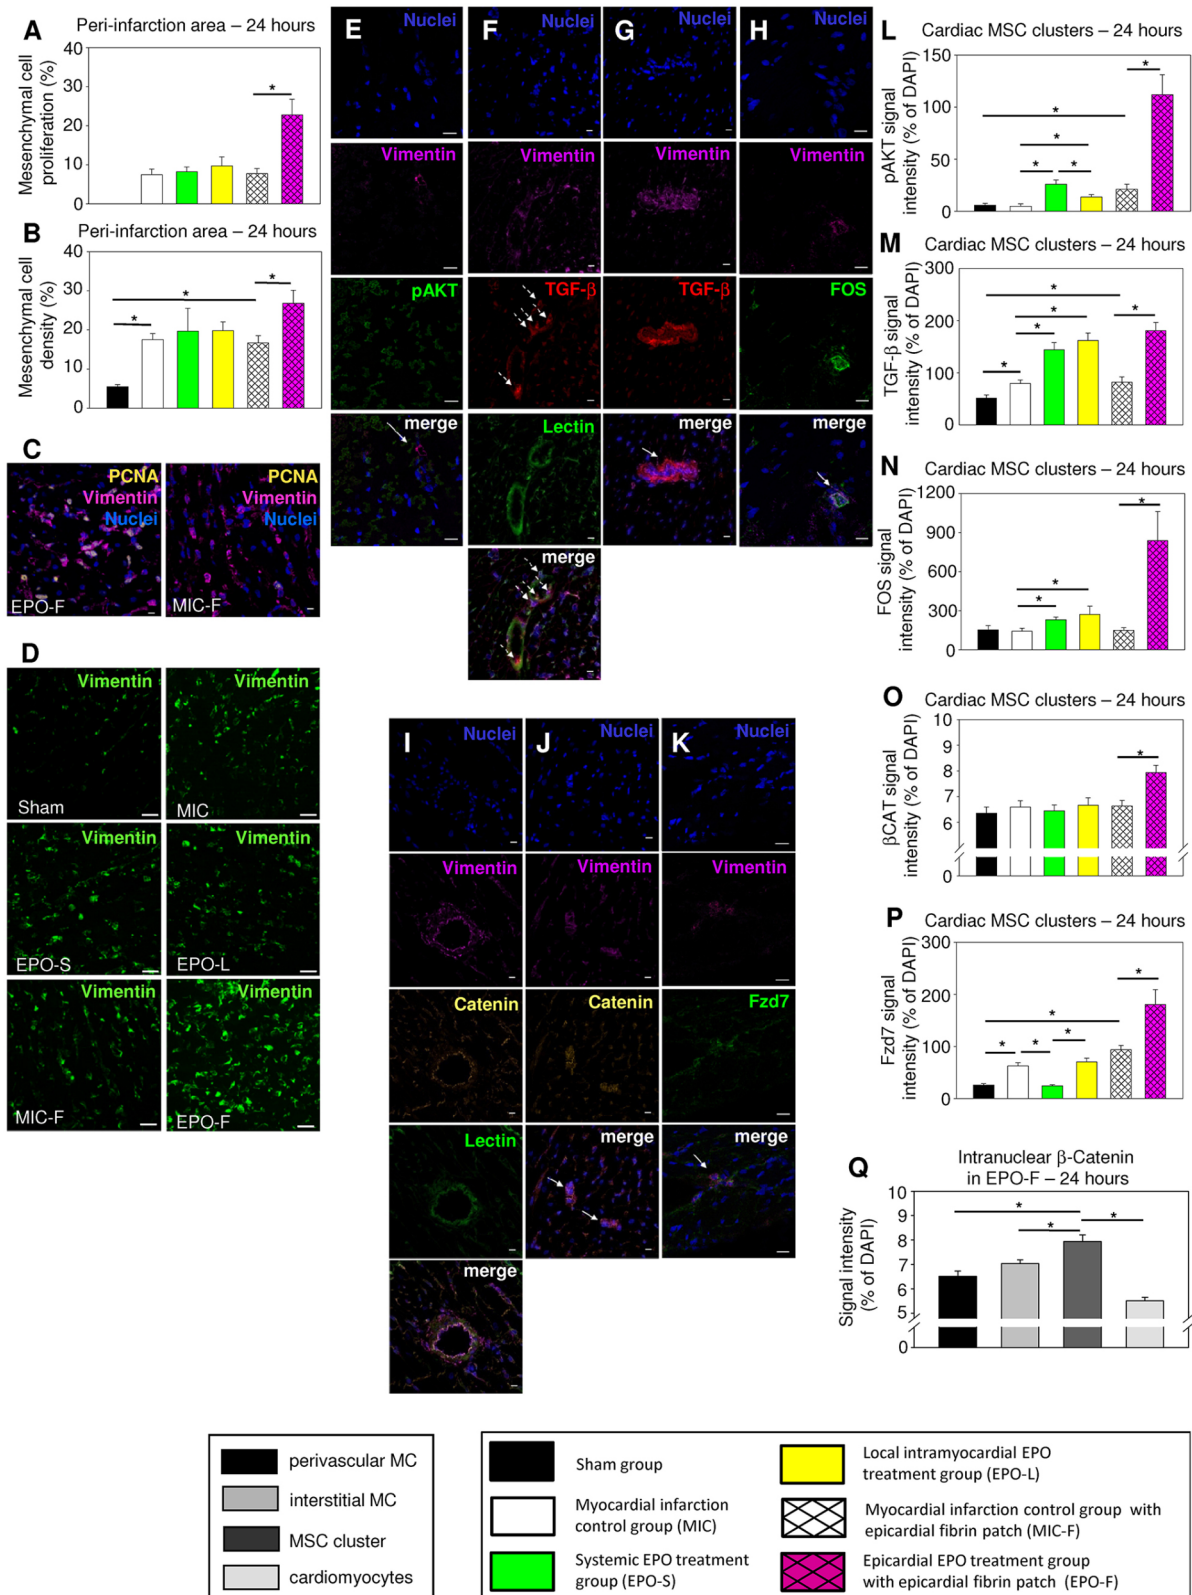 A
Peri-infarction area – 24 hours
Mesenchymal cell
proliferation (%)
40
30
20
10
0
*
B
Peri-infarction area – 24 hours
Mesenchymal cell
density (%)
40
30
20
10
0
*
*
*
C
PCNA
Vimentin
Nuclei
EPO-F
PCNA
Vimentin
Nuclei
MIC-F
D
Vimentin
Sham
Vimentin
MIC
Vimentin
EPO-S
Vimentin
EPO-L
Vimentin
MIC-F
Vimentin
EPO-F
E
Nuclei
Vimentin
pAKT
merge
F
Nuclei
Vimentin
TGF-β
Lectin
merge
G
Nuclei
Vimentin
TGF-β
merge
H
Nuclei
Vimentin
FOS
merge
I
Nuclei
Vimentin
Catenin
Lectin
merge
J
Nuclei
Vimentin
Catenin
merge
K
Nuclei
Vimentin
Fzd7
merge
L
Cardiac MSC clusters – 24 hours
pAKT signal
intensity (% of DAPI)
150
100
50
0
*
*
*
*
*
M
Cardiac MSC clusters – 24 hours
TGF-β signal
intensity (% of DAPI)
300
200
100
0
*
*
*
*
*
N
Cardiac MSC clusters – 24 hours
FOS signal
intensity (% of DAPI)
1200
900
600
300
0
*
*
*
O
Cardiac MSC clusters – 24 hours
βCAT signal
intensity (% of DAPI)
10
9
8
7
6
0
*
P
Cardiac MSC clusters – 24 hours
Fzd7 signal
intensity (% of DAPI)
300
200
100
0
*
*
*
*
*
Q
Intranuclear β-Catenin
in EPO-F – 24 hours
Signal intensity
(% of DAPI)
10
9
8
7
6
5
0
*
*
*
perivascular MC
interstitial MC
MSC cluster
cardiomyocytes
Sham group
Myocardial infarction
control group (MIC)
Systemic EPO treatment
group (EPO-S)
Local intramyocardial EPO
treatment group (EPO-L)
Myocardial infarction control group with
epicardial fibrin patch (MIC-F)
Epicardial EPO treatment group
with epicardial fibrin patch (EPO-F)